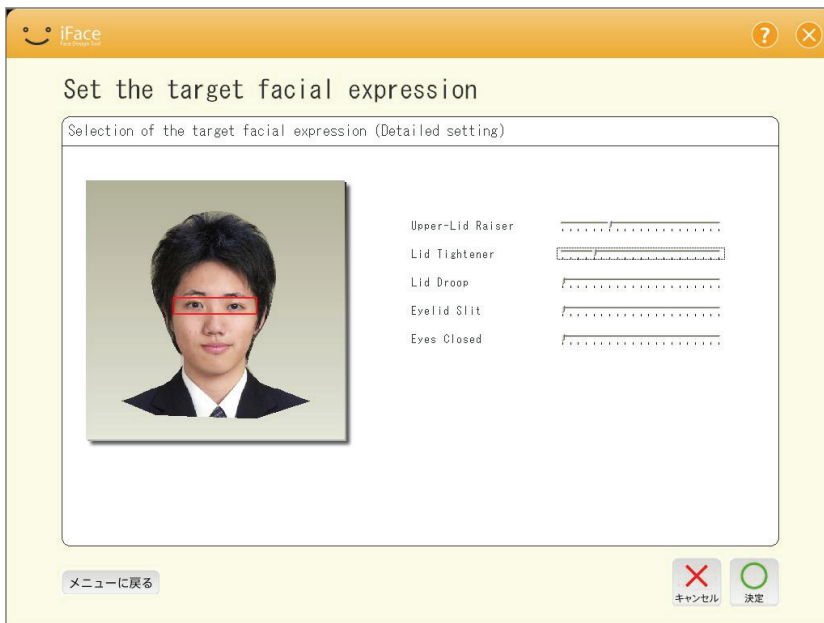 iFace
Face Design Tool
?
Set the target facial expression
Selection of the target facial expression (Detailed setting)
Upper-Lid Raiser
Lid Tightener
Lid Droop
Eyelid Slit
Eyes Closed
メニューに戻る
キャンセル
決定